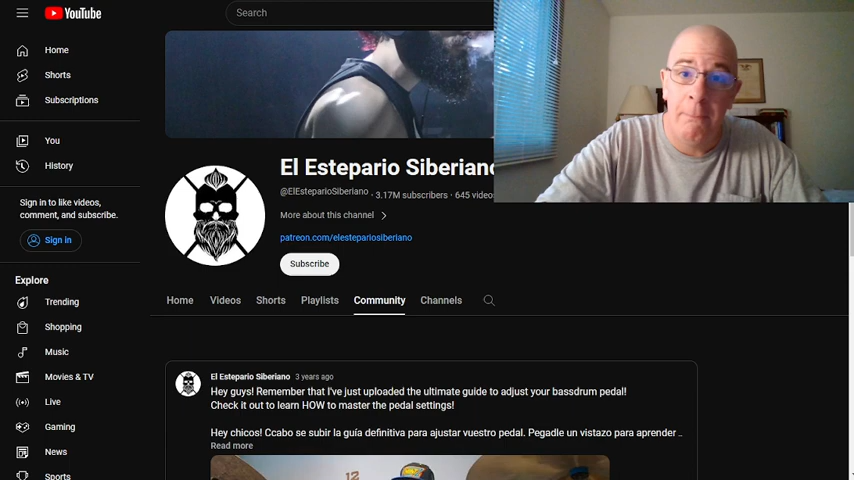 YouTube
Search
Home
Shorts
Subscriptions
You
History
Sign in to like videos,
comment, and subscribe.
Sign in
Explore
Trending
Shopping
Music
Movies & TV
Live
Gaming
News
Sports
El Estepario Siberiano
@ElEsteparioSiberiano · 3.17M subscribers · 645 videos
More about this channel
patreon.com/elestepariosiberiano
Subscribe
Home Videos Shorts Playlists Community Channels
El Estepario Siberiano 3 years ago
Hey guys! Remember that I've just uploaded the ultimate guide to adjust your bassdrum pedal!
Check it out to learn HOW to master the pedal settings!
Hey chicos! Ccabo se subir la guía definitiva para ajustar vuestro pedal. Pegadle un vistazo para aprender ..
Read more
12